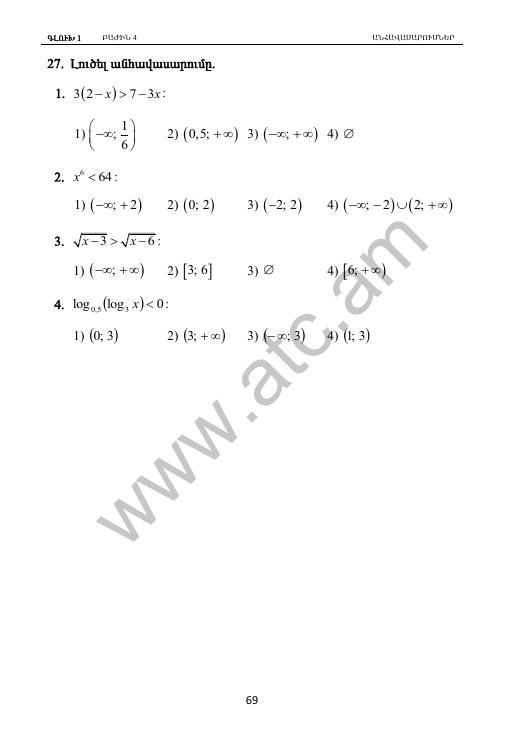 ԳԼՈՒԽ 1 ԲԱԺԻՆ 4 ԱՆՀԱՎԱՍԱՐՈՒՄՆԵՐ
27. Լուծել անհավասարումը.
1. 3(2 − x) > 7 − 3x :
1) (−∞; 1/6) 2) (0,5; +∞) 3) (−∞; +∞) 4) ∅
2. x⁶ < 64 :
1) (−∞; +2) 2) (0; 2) 3) (−2; 2) 4) (−∞; −2)∪(2; +∞)
3. √(x−3) > √(x−6) :
1) (−∞; +∞) 2) [3; 6] 3) ∅ 4) [6; +∞)
4. log₀,₅(log₃ x) < 0 :
1) (0; 3) 2) (3; +∞) 3) (−∞; 3) 4) (1; 3)
www.atc.am
69